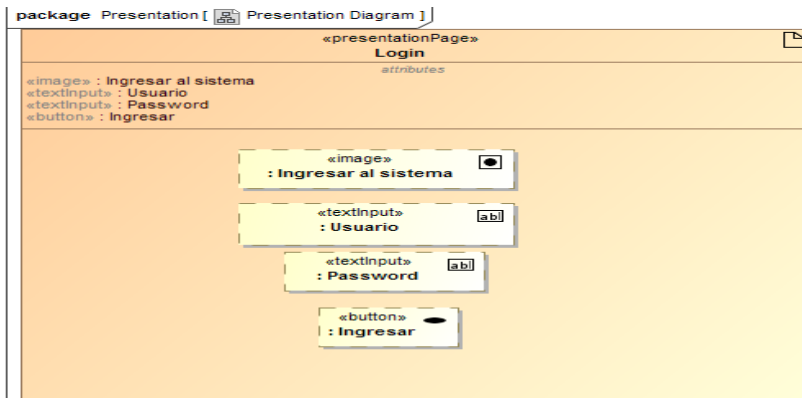 package Presentation [ Presentation Diagram ]
«presentationPage»
Login
attributes
«image» : Ingresar al sistema
«textInput» : Usuario
«textInput» : Password
«button» : Ingresar
«image»
: Ingresar al sistema
«textInput»
: Usuario
abl
«textInput»
: Password
abl
«button»
: Ingresar